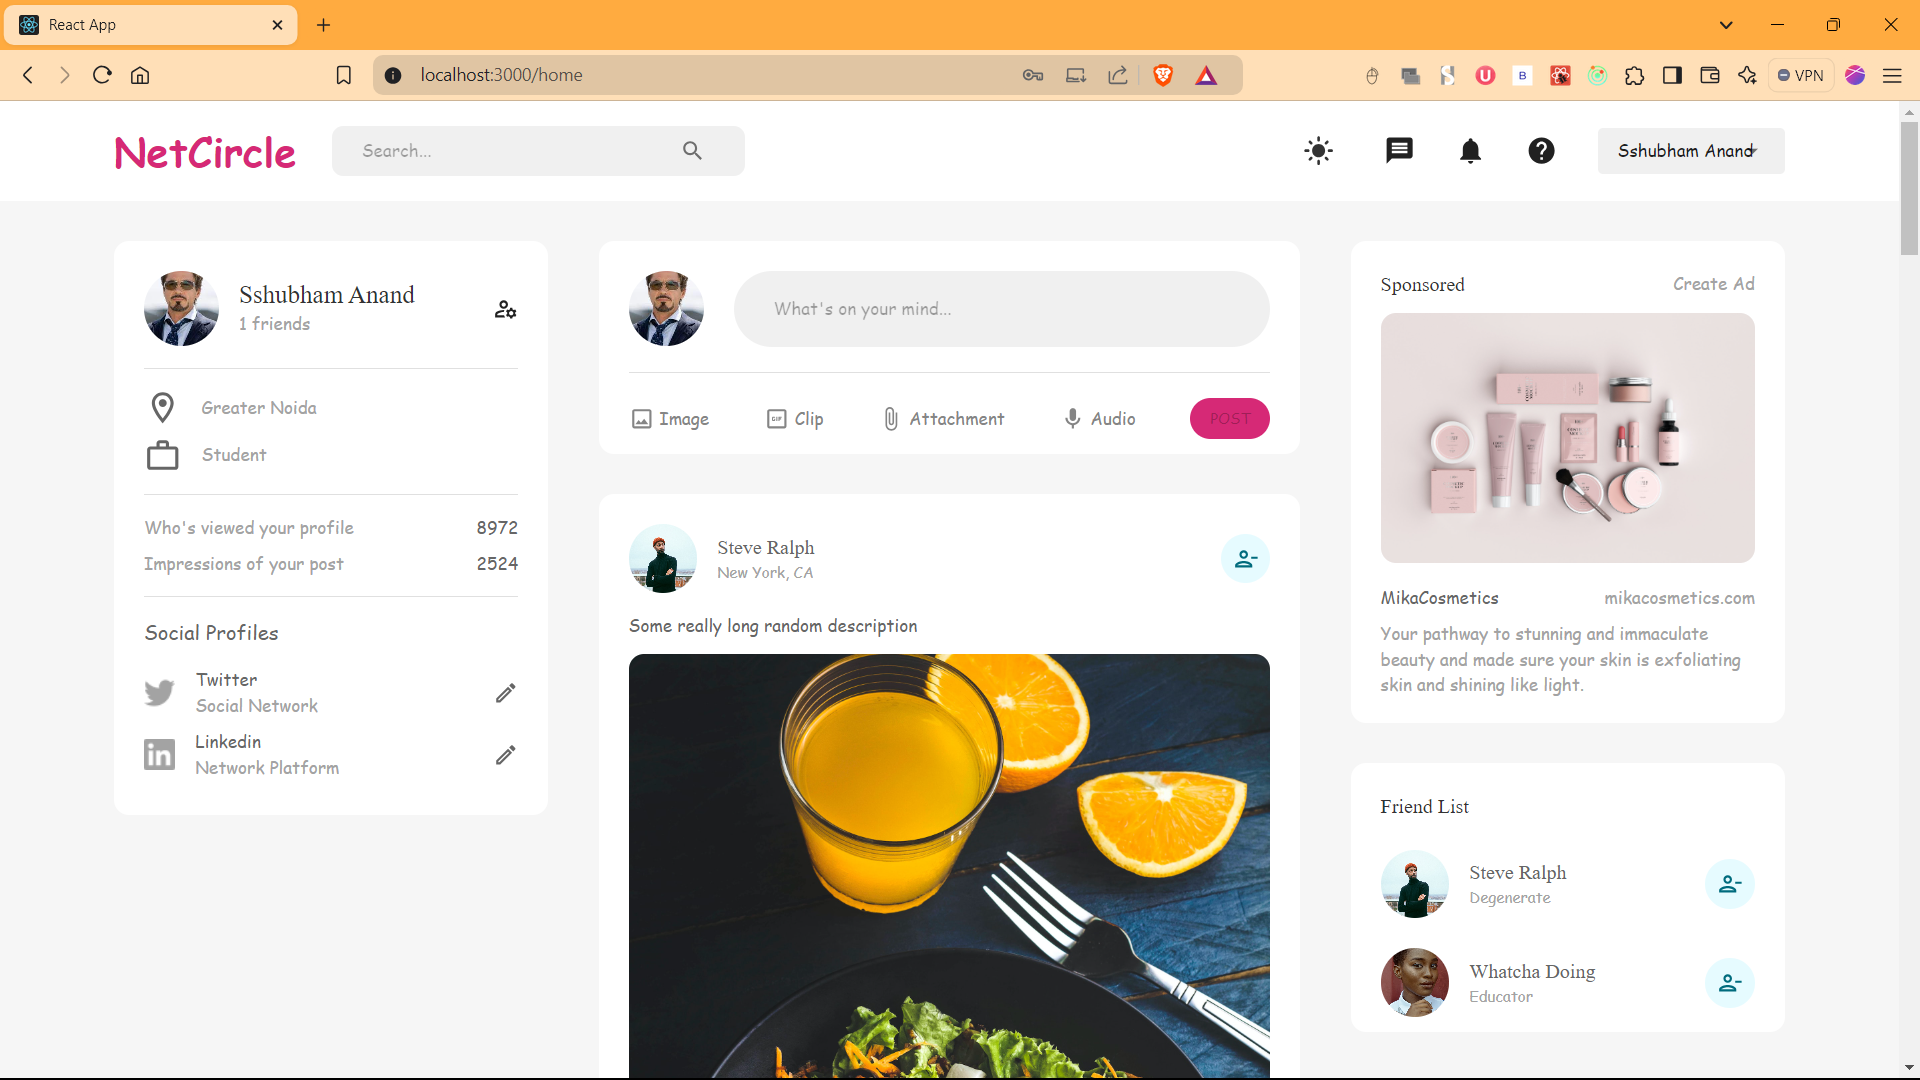 React App
localhost:3000/home
VPN
NetCircle
Search...
Sshubham Anand
Sshubham Anand
1 friends
Greater Noida
Student
Who's viewed your profile 8972
Impressions of your post 2524
Social Profiles
Twitter
Social Network
Linkedin
Network Platform
What's on your mind...
Image
GIF
Clip
Attachment
Audio
POST
Steve Ralph
New York, CA
Some really long random description
Sponsored
Create Ad
MikaCosmetics
mikacosmetics.com
Your pathway to stunning and immaculate
beauty and made sure your skin is exfoliating
skin and shining like light.
Friend List
Steve Ralph
Degenerate
Whatcha Doing
Educator